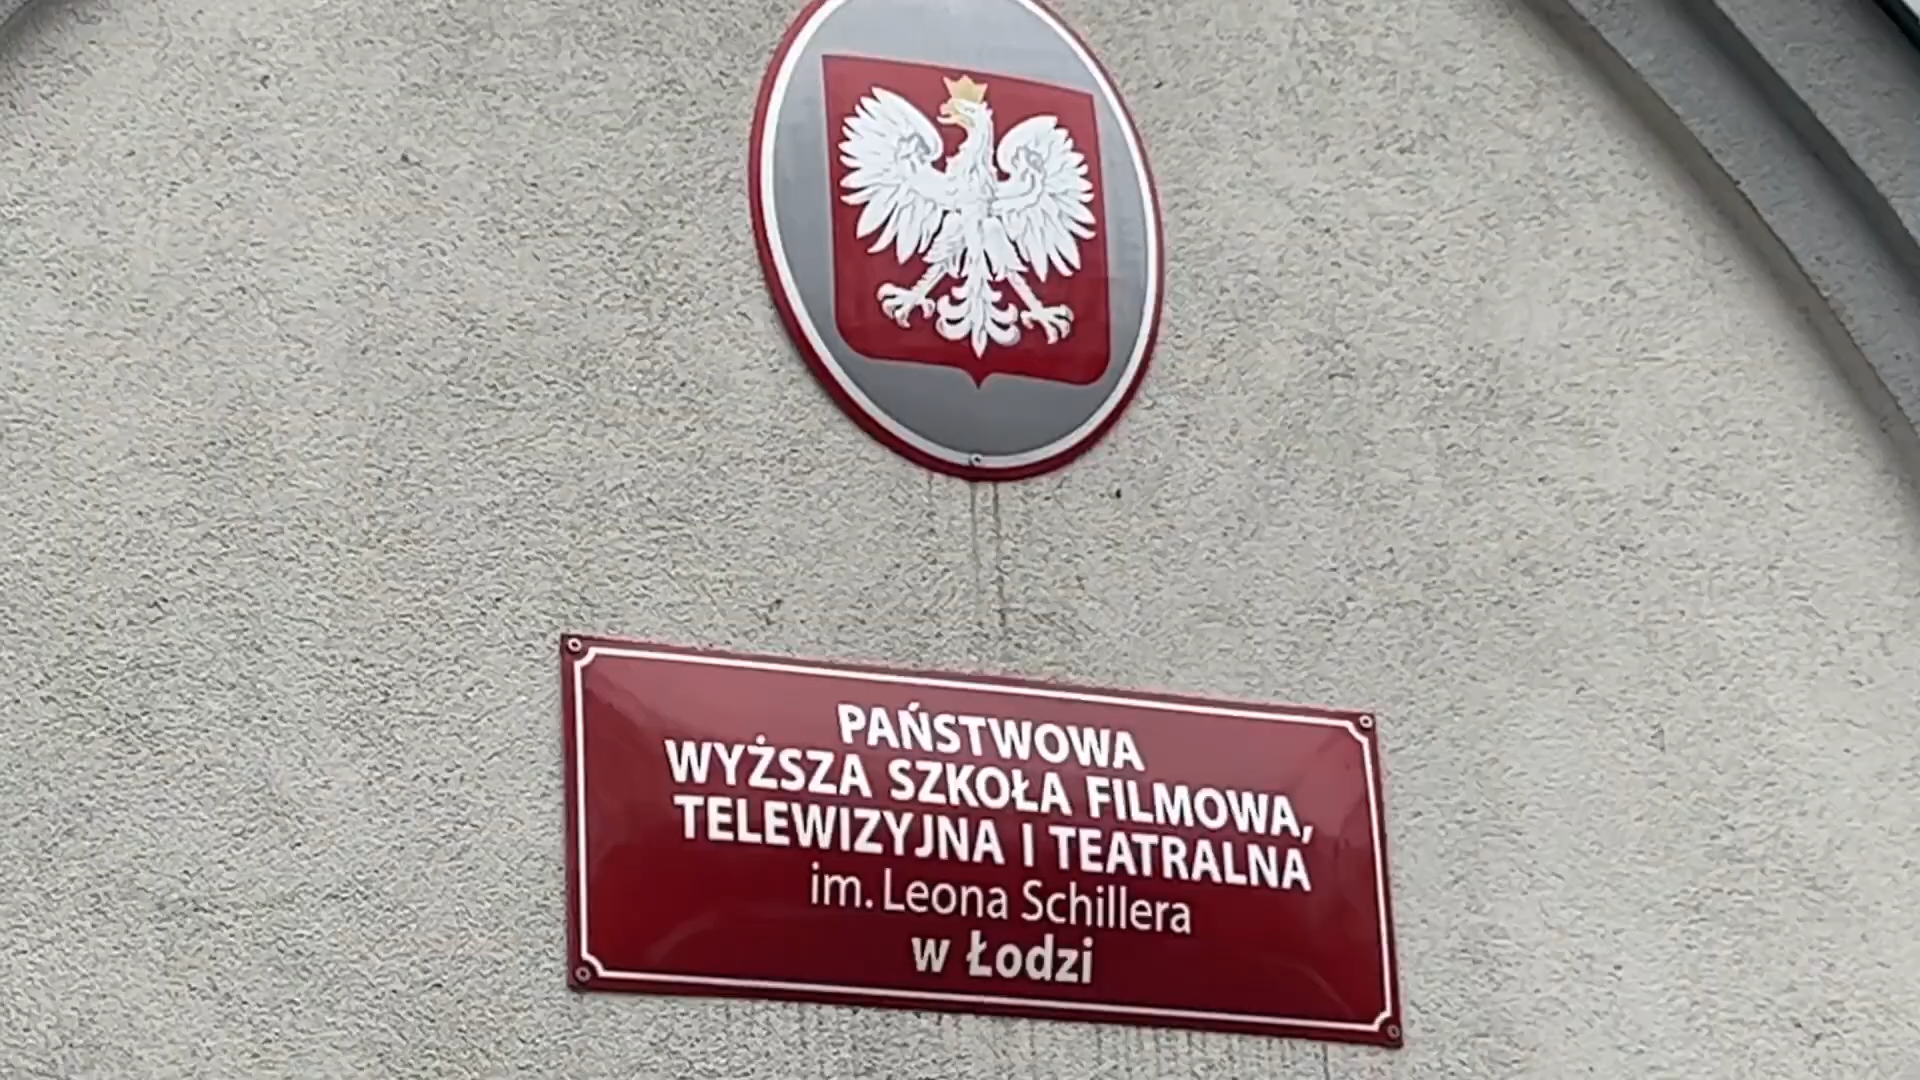 PAŃSTWOWA
WYŻSZA SZKOŁA FILMOWA,
TELEWIZYJNA I TEATRALNA
im. Leona Schillera
w Łodzi